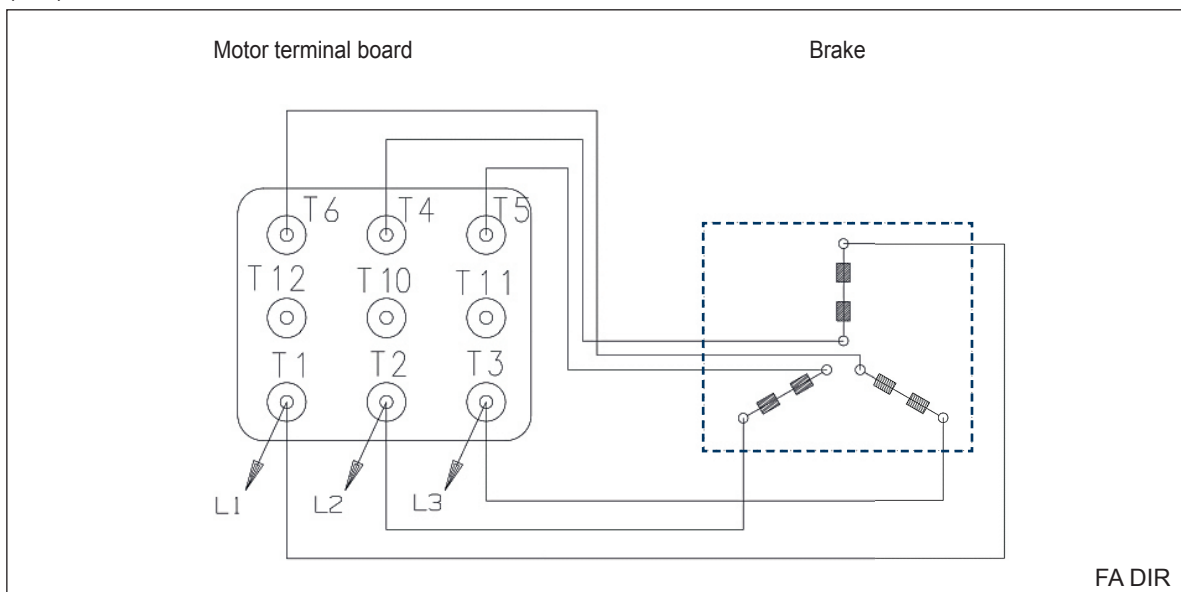 Motor terminal board Brake
T6 T4 T5
T12 T10 T11
T1 T2 T3
L1 L2 L3
FA DIR